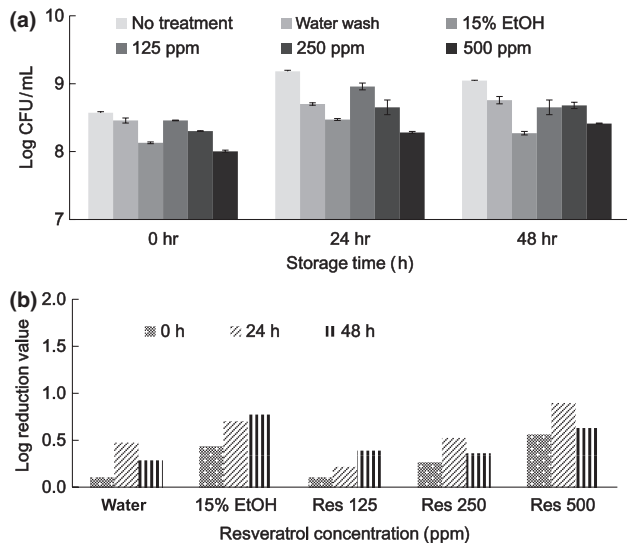 (a)
10
9
8
7
Log CFU/mL
No treatment Water wash 15% EtOH
125 ppm 250 ppm 500 ppm
0 hr 24 hr 48 hr
Storage time (h)
(b)
2.0
1.5
1.0
0.5
0.0
Log reduction value
0 h 24 h 48 h
Water 15% EtOH Res 125 Res 250 Res 500
Resveratrol concentration (ppm)